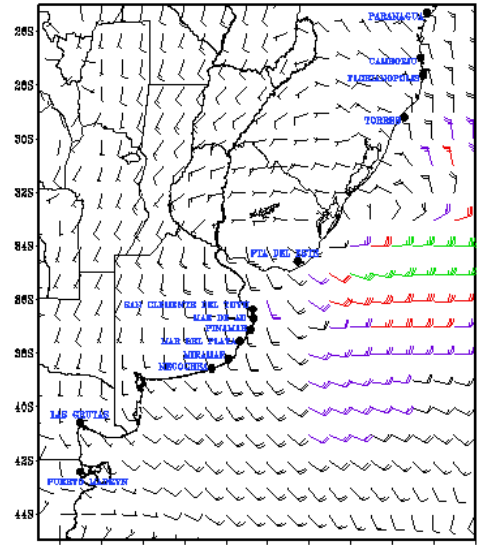 PARANAGUA
26S
CAMBORIU
FLORIANOPOLIS
28S
TORRES
30S
32S
34S
PTA DEL ESTE
36S
SAN CLEMENTE DEL TUYU
MAR DE AJO
PINAMAR
MAR DEL PLATA
38S
MIRAMAR
NECOCHEA
40S
LAS GRUTAS
42S
PUERTO MADRYN
44S